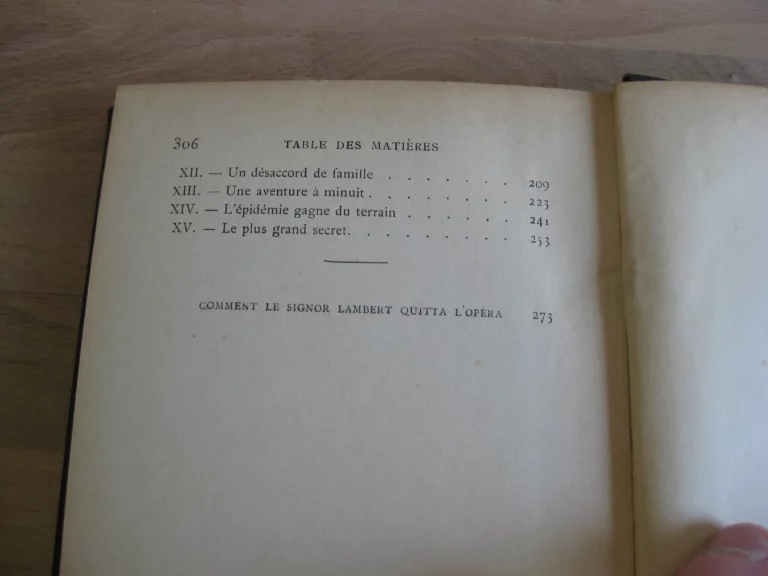 306 TABLE DES MATIÈRES
XII. — Un désaccord de famille . . . . . . . 209
XIII. — Une aventure à minuit . . . . . . . . 223
XIV. — L'épidémie gagne du terrain . . . . . . 241
XV. — Le plus grand secret. . . . . . . . . 253
COMMENT LE SIGNOR LAMBERT QUITTA L'OPÉRA 273